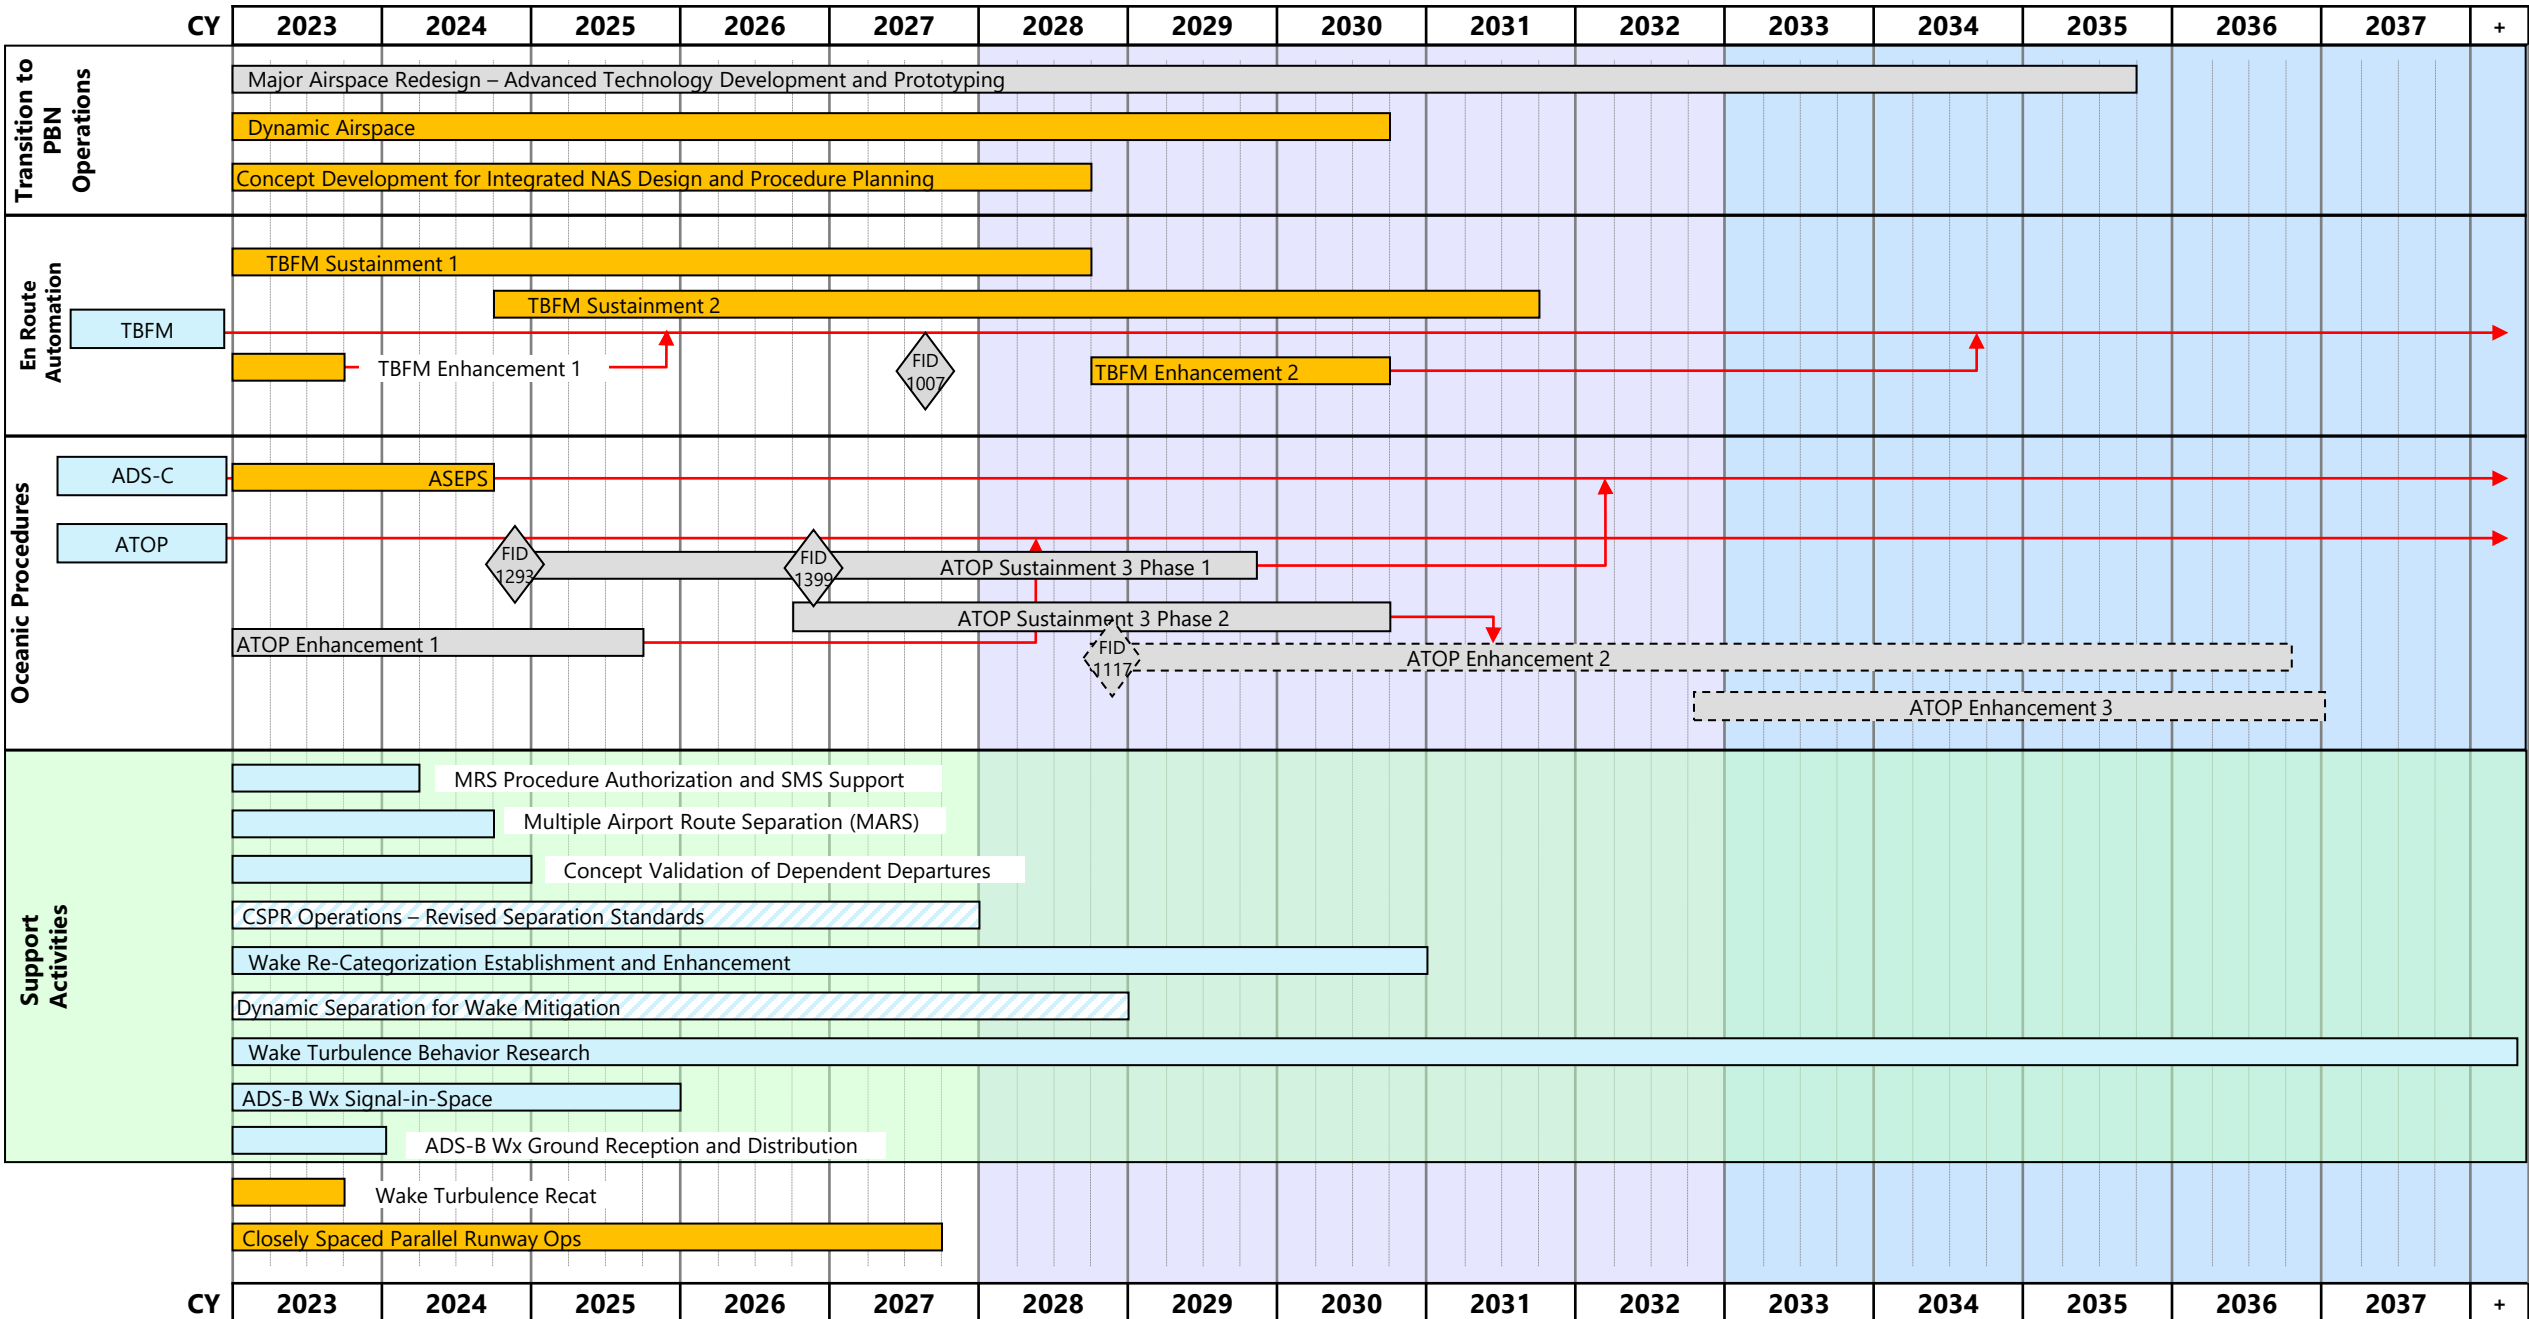 CY 2023 2024 2025 2026 2027 2028 2029 2030 2031 2032 2033 2034 2035 2036 2037 +
Transition to
PBN
Operations
Major Airspace Redesign – Advanced Technology Development and Prototyping
Dynamic Airspace
Concept Development for Integrated NAS Design and Procedure Planning
En Route
Automation
TBFM Sustainment 1
TBFM Sustainment 2
TBFM
TBFM Enhancement 1
FID
1007
TBFM Enhancement 2
Oceanic Procedures
ADS-C
ASEPS
ATOP
FID
1293
FID
1399
ATOP Sustainment 3 Phase 1
ATOP Sustainment 3 Phase 2
ATOP Enhancement 1
FID
1117
ATOP Enhancement 2
ATOP Enhancement 3
Support
Activities
MRS Procedure Authorization and SMS Support
Multiple Airport Route Separation (MARS)
Concept Validation of Dependent Departures
CSPR Operations – Revised Separation Standards
Wake Re-Categorization Establishment and Enhancement
Dynamic Separation for Wake Mitigation
Wake Turbulence Behavior Research
ADS-B Wx Signal-in-Space
ADS-B Wx Ground Reception and Distribution
Wake Turbulence Recat
Closely Spaced Parallel Runway Ops
CY 2023 2024 2025 2026 2027 2028 2029 2030 2031 2032 2033 2034 2035 2036 2037 +